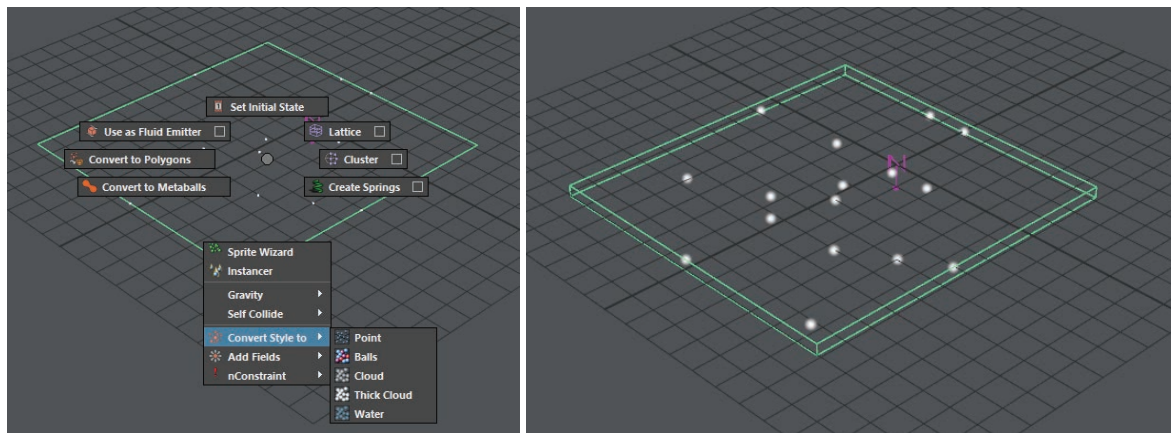 Set Initial State
Use as Fluid Emitter
Lattice
Convert to Polygons
Cluster
Convert to Metaballs
Create Springs
Sprite Wizard
Instancer
Gravity
Self Collide
Convert Style to
Add Fields
nConstraint
Point
Balls
Cloud
Thick Cloud
Water
N